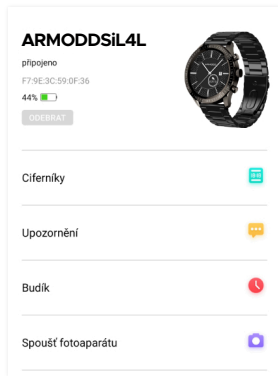 ARMODDSiL4L
připojeno
F7:9E:3C:59:0F:36
44%
ODEBRAT
Ciferníky
Upozornění
Budík
Spoušť fotoaparátu